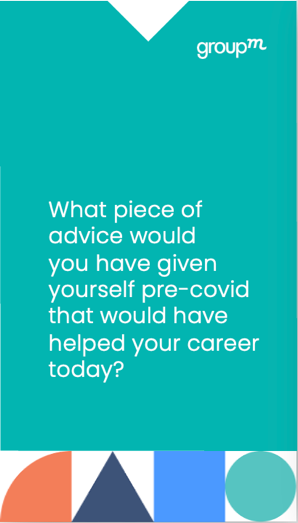 groupm
What piece of
advice would
you have given
yourself pre-covid
that would have
helped your career
today?